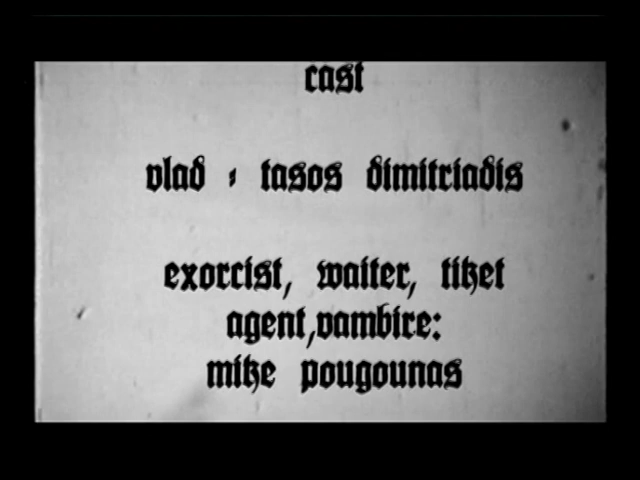 cast
vlad : tasos dimitriadis
exorcist, waiter, tiket
agent,vambire:
mike pougounas